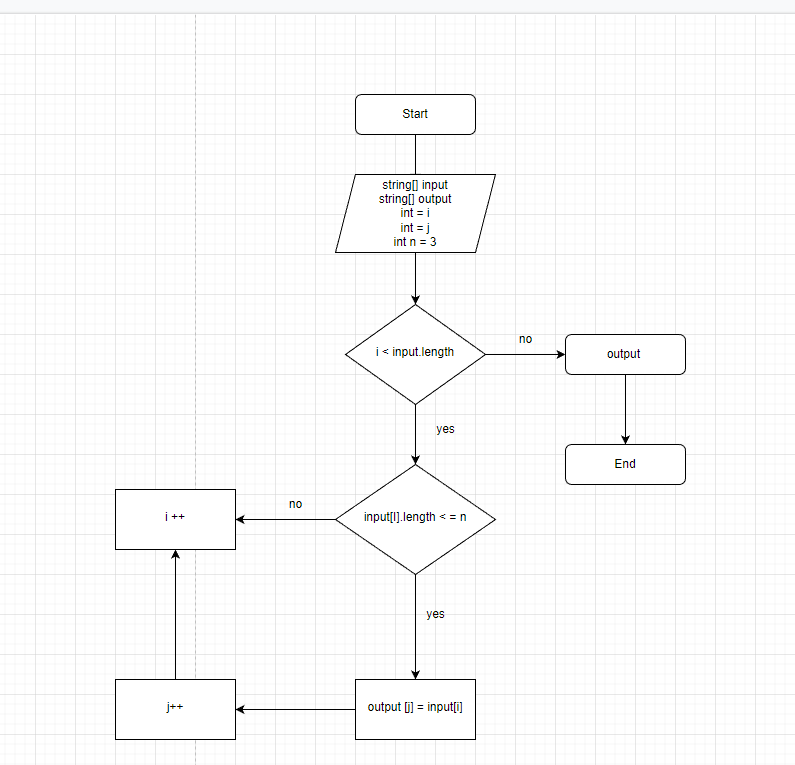 Start
string[] input
string[] output
int = i
int = j
int n = 3
i < input.length
no
output
yes
End
input[I].length < = n
no
i ++
yes
output [j] = input[i]
j++